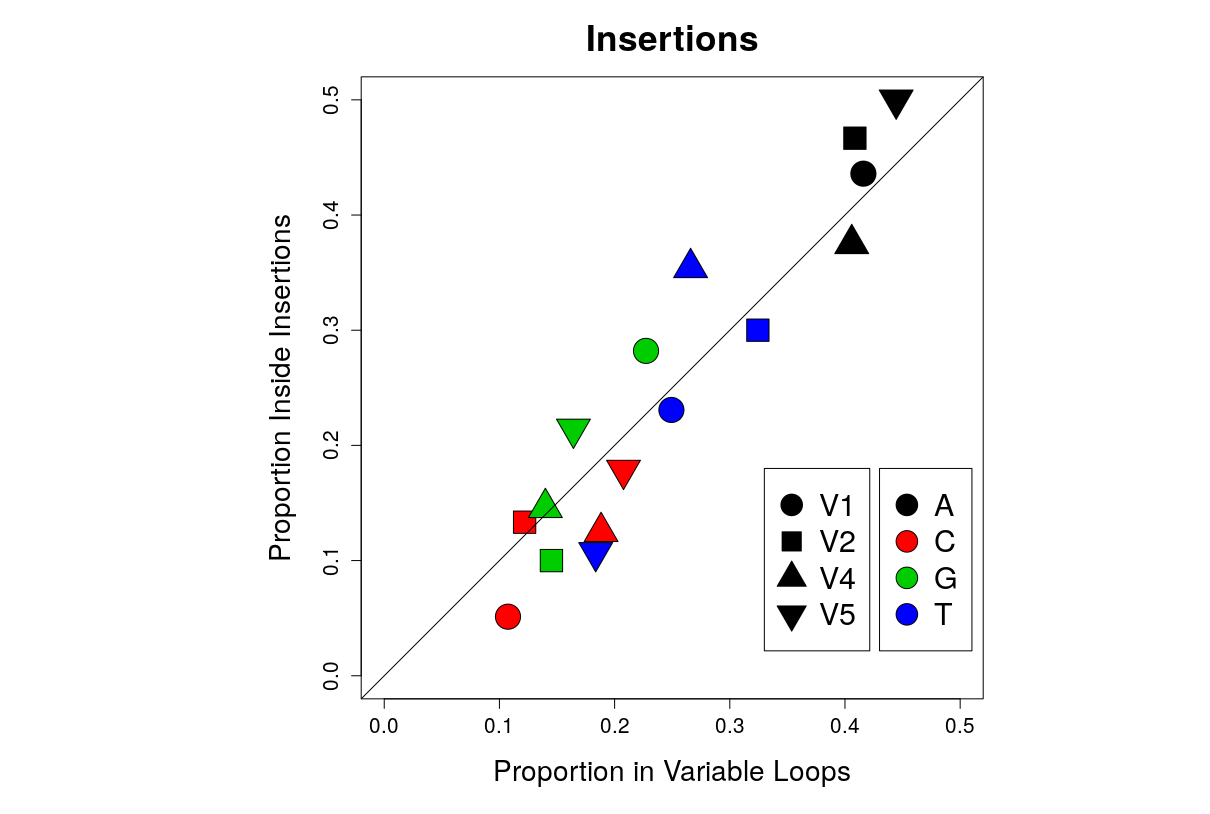 Insertions
Proportion Inside Insertions
0.5
0.4
0.3
0.2
0.1
0.0
V1
V2
V4
V5
A
C
G
T
0.0 0.1 0.2 0.3 0.4 0.5
Proportion in Variable Loops